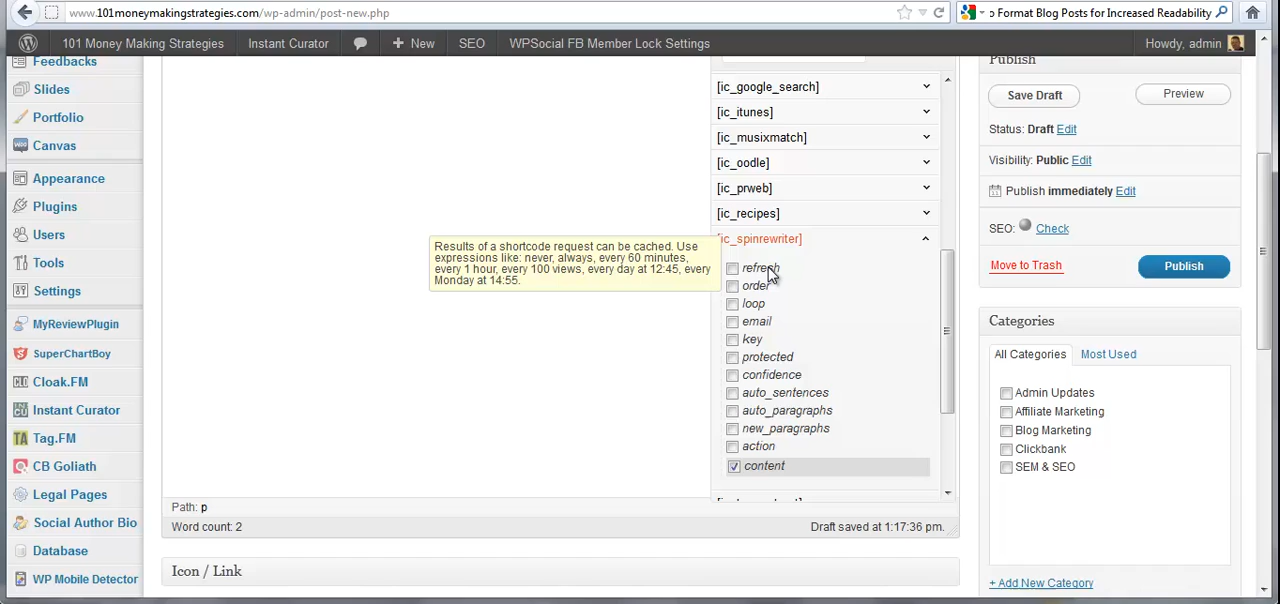 www.101moneymakingstrategies.com/wp-admin/post-new.php
o Format Blog Posts for Increased Readability
101 Money Making Strategies
Instant Curator
New
SEO
WPSocial FB Member Lock Settings
Howdy, admin
Feedbacks
Slides
Portfolio
Canvas
Appearance
Plugins
Users
Tools
Settings
MyReviewPlugin
SuperChartBoy
Cloak.FM
Instant Curator
Tag.FM
CB Goliath
Legal Pages
Social Author Bio
Database
WP Mobile Detector
Results of a shortcode request can be cached. Use
expressions like: never, always, every 60 minutes,
every 1 hour, every 100 views, every day at 12:45, every
Monday at 14:55.
[ic_google_search]
[ic_itunes]
[ic_musixmatch]
[ic_oodle]
[ic_prweb]
[ic_recipes]
[ic_spinrewriter]
refresh
order
loop
email
key
protected
confidence
auto_sentences
auto_paragraphs
new_paragraphs
action
content
Path: p
Word count: 2
Draft saved at 1:17:36 pm.
Icon / Link
Publish
Save Draft
Preview
Status: Draft Edit
Visibility: Public Edit
Publish immediately Edit
SEO: Check
Move to Trash
Publish
Categories
All Categories
Most Used
Admin Updates
Affiliate Marketing
Blog Marketing
Clickbank
SEM & SEO
+ Add New Category